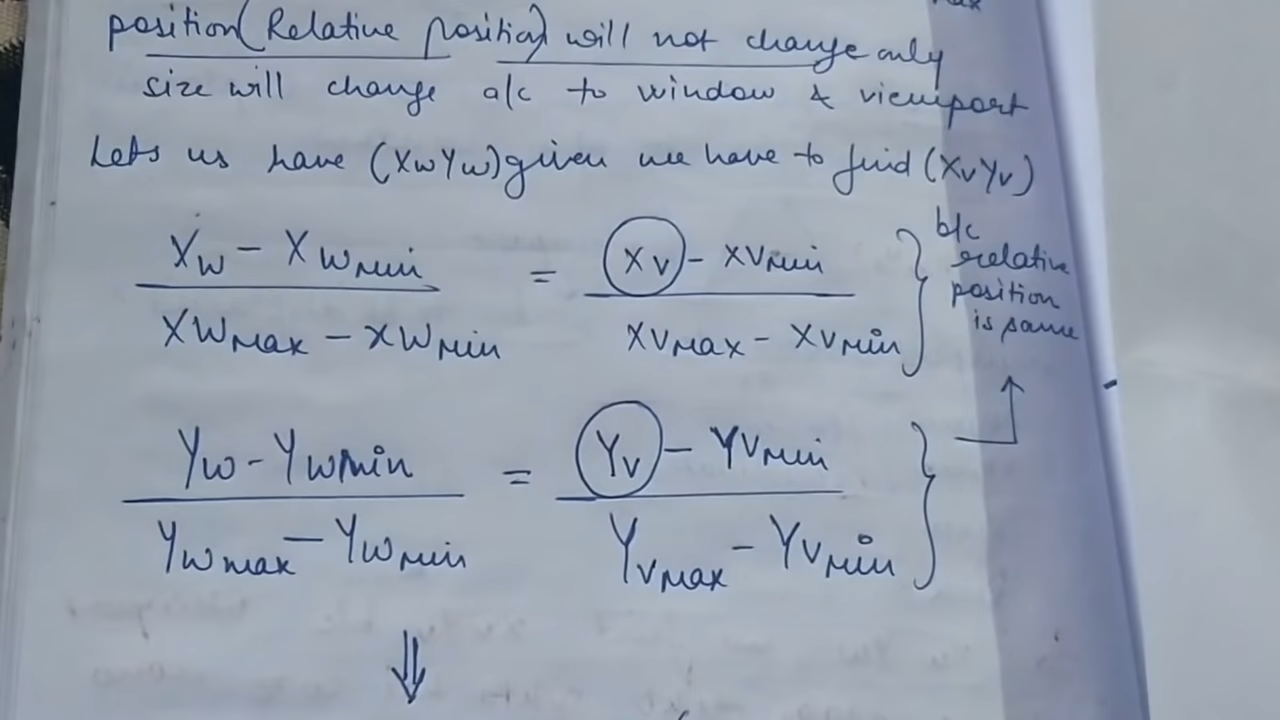 position(Relative position) will not change only
size will change a/c to window & viewport
Lets us have (XwYw) given we have to find (XvYv)
Xw - Xwmin = Xv - Xvmin
XwMax - XwMin XvMax - XvMin
b/c
relative
position
is same
Yw - Ywmin = Yv - Yvmin
Ywmax - Ywmin YvMax - Yvmin
⇓